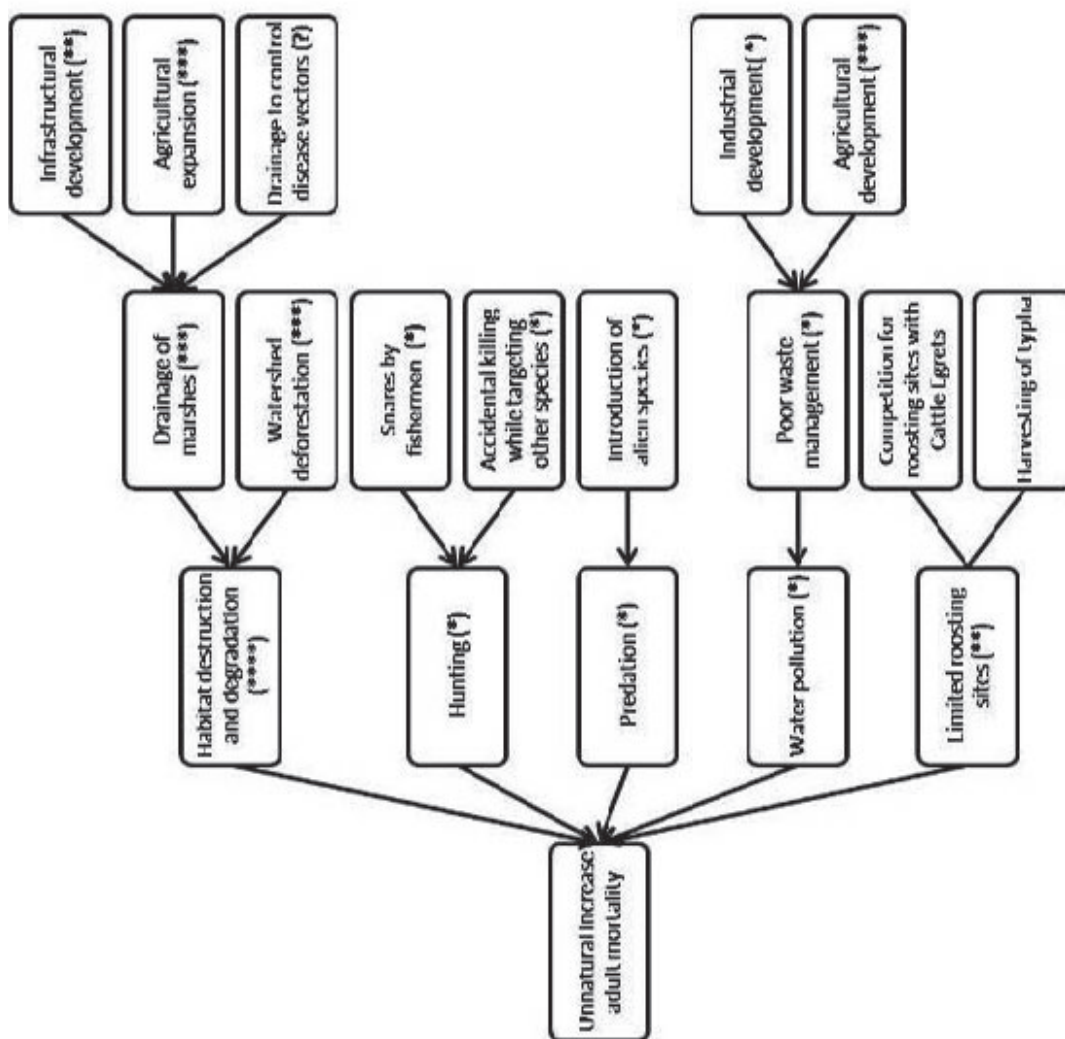 Infrastructural
development (**)
Agricultural
expansion (***)
Drainage to control
disease vectors (?)
Industrial
development( *)
Agricultural
development (***)
Drainage of
marshes (***)
Watershed
deforestation (***)
Snares by
fishermen (*)
Accidental killing
while targeting
other species (*)
Introduction of
alien species (*)
Poor waste
management (*)
Competition for
roosting sites with
Cattle Egrets
Harvesting of typha
Habitat destruction
and degradation
(****)
Hunting (*)
Predation (*)
Water pollution (*)
Limited roosting
sites (**)
Unnatural increase
adult mortality